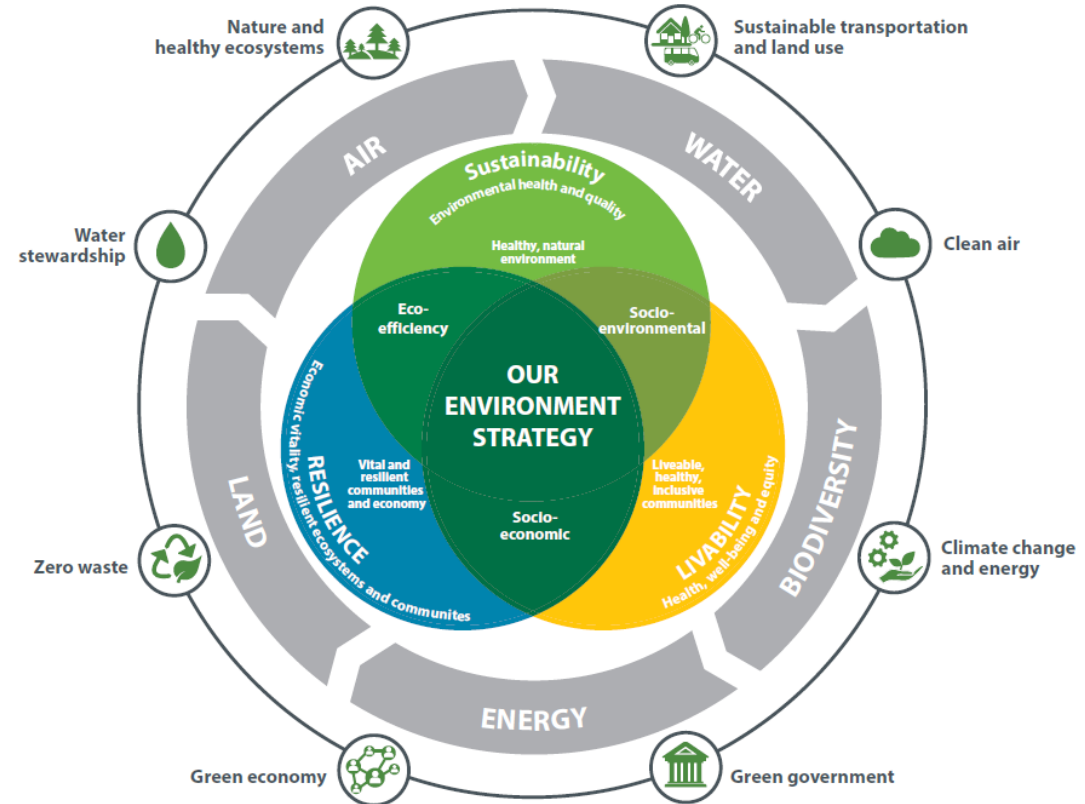 Nature and
healthy ecosystems
Sustainable transportation
and land use
AIR
WATER
Sustainability
Environmental health and quality
Water
stewardship
Clean air
Healthy, natural
environment
Eco-
efficiency
Socio-
environmental
OUR
ENVIRONMENT
STRATEGY
Economic vitality, resilient ecosystems and communites
RESILIENCE
Vital and
resilient
communities
and economy
Liveable,
healthy,
inclusive
communities
LIVABILITY
Health, well-being and equity
LAND
BIODIVERSITY
Socio-
economic
Zero waste
Climate change
and energy
ENERGY
Green economy
Green government